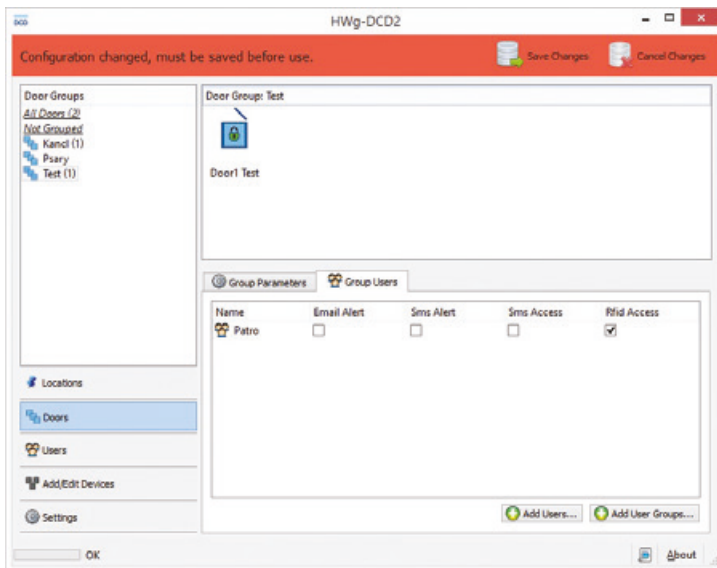 DCD
HWg-DCD2
Configuration changed, must be saved before use.
Save Changes
Cancel Changes
Door Groups
All Doors (2)
Not Grouped
Kancl (1)
Psary
Test (1)
Door Group: Test
Door1 Test
Group Parameters
Group Users
Name Email Alert Sms Alert Sms Access Rfid Access
Patro
Locations
Doors
Users
Add/Edit Devices
Settings
Add Users...
Add User Groups...
OK
About